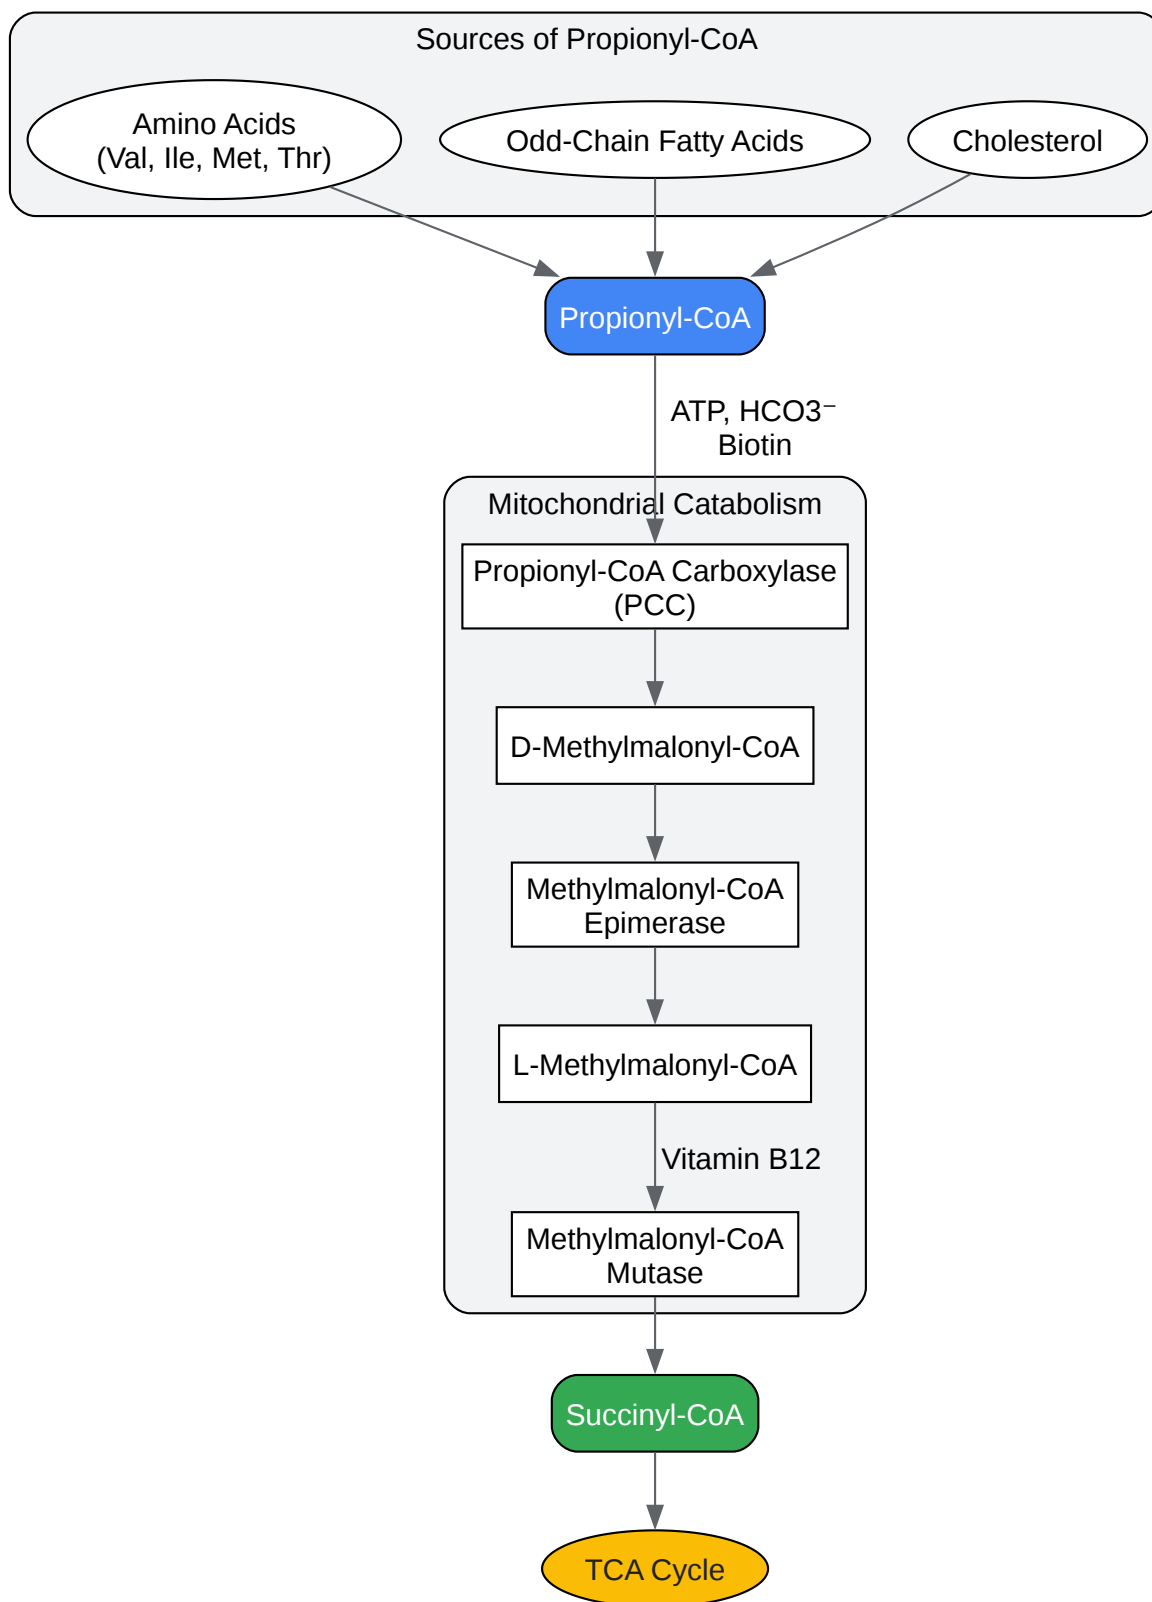 Sources of Propionyl-CoA
Amino Acids
(Val, Ile, Met, Thr)
Odd-Chain Fatty Acids
Cholesterol
Propionyl-CoA
ATP, HCO3⁻
Biotin
Mitochondrial Catabolism
Propionyl-CoA Carboxylase
(PCC)
D-Methylmalonyl-CoA
Methylmalonyl-CoA
Epimerase
L-Methylmalonyl-CoA
Vitamin B12
Methylmalonyl-CoA
Mutase
Succinyl-CoA
TCA Cycle